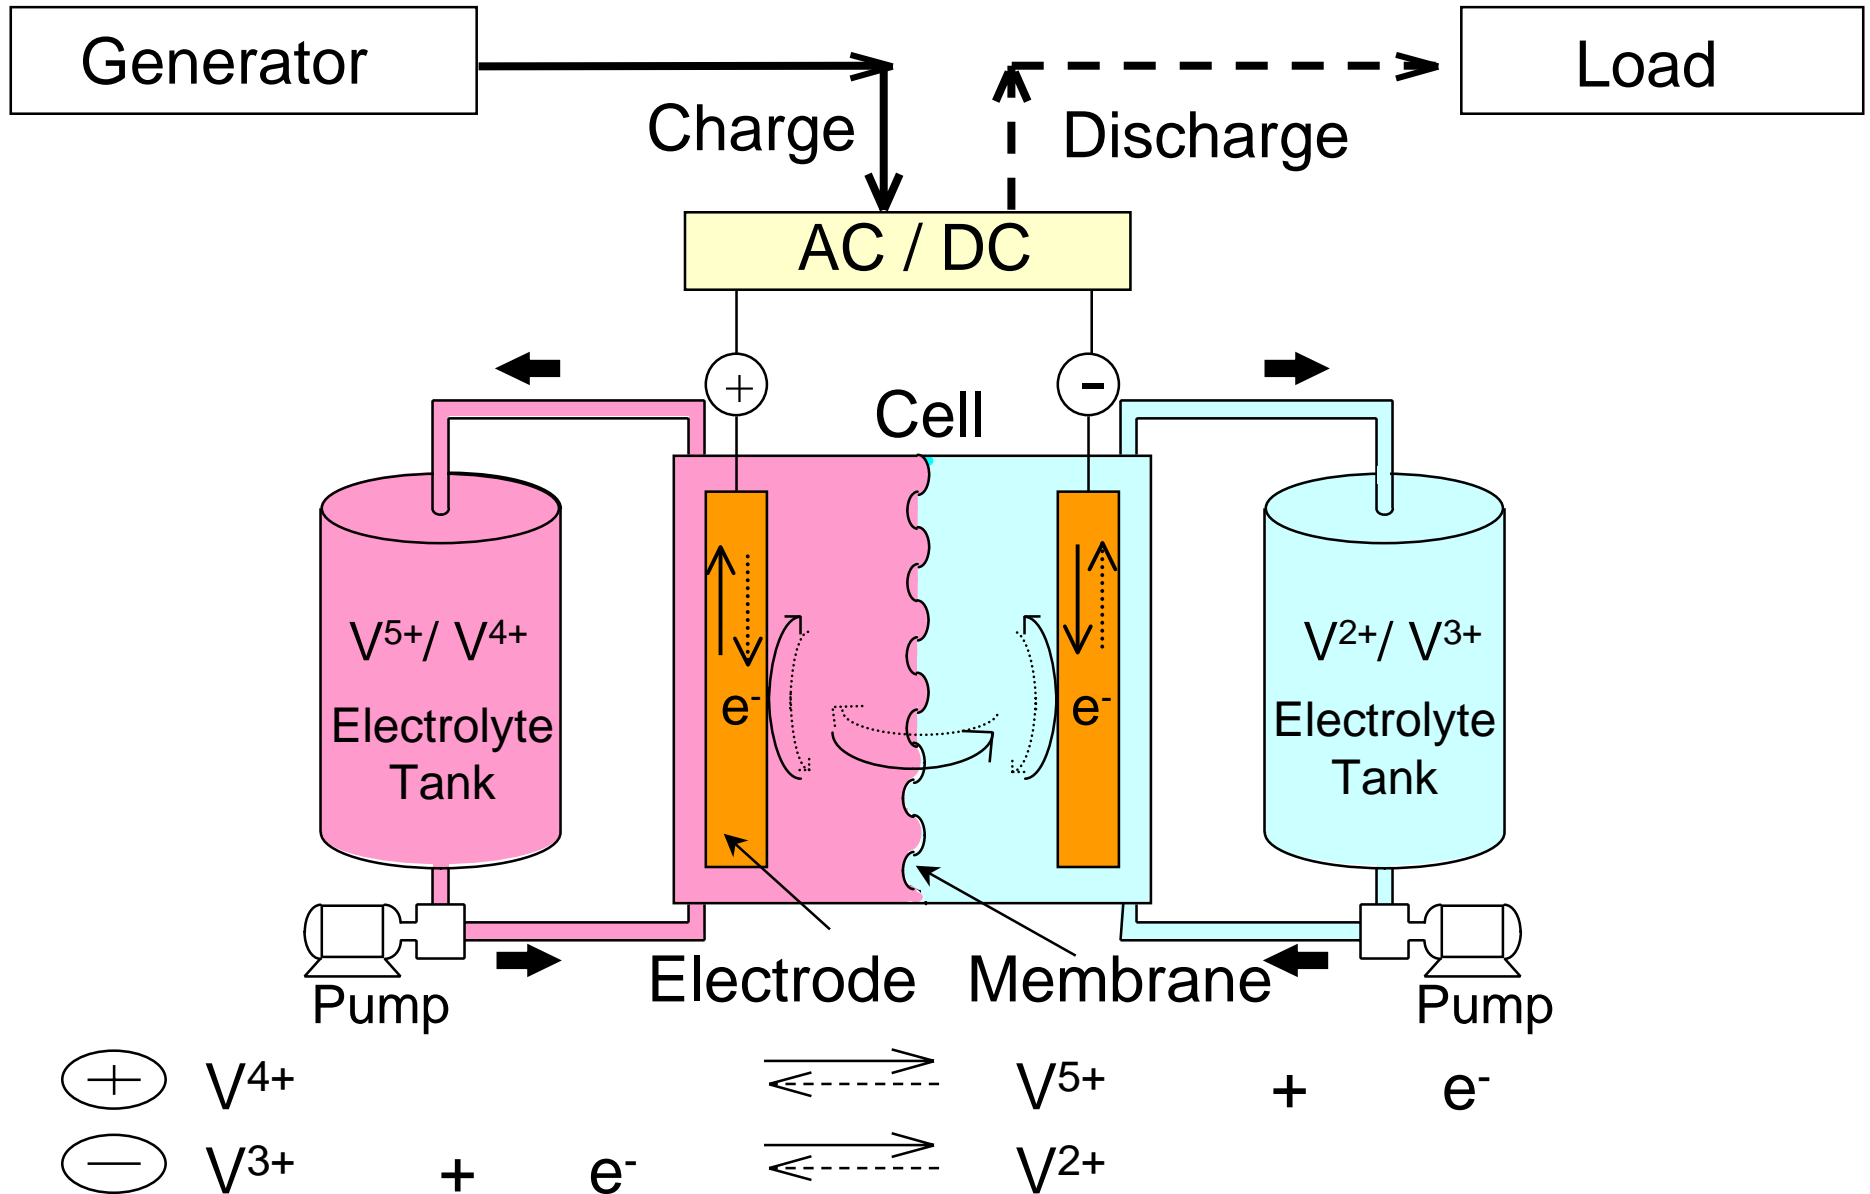 Generator
Load
Charge
Discharge
AC / DC
+
-
Cell
V5+/ V4+
Electrolyte
Tank
e-
e-
V2+/ V3+
Electrolyte
Tank
Electrode
Membrane
Pump
Pump
+ V4+ V5+ + e-
− V3+ + e- V2+